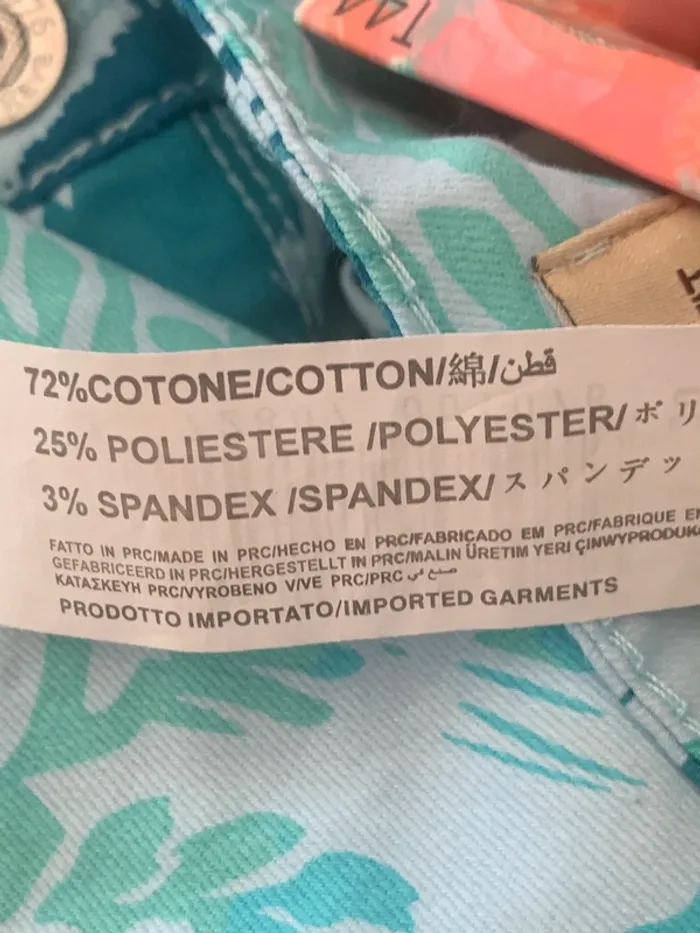 T44
72%COTONE/COTTON/綿/قطن
25% POLIESTERE /POLYESTER/ポリ
3% SPANDEX /SPANDEX/スパンデッ
FATTO IN PRC/MADE IN PRC/HECHO EN PRC/FABRICADO EM PRC/FABRIQUE EN
GEFABRICEERD IN PRC/HERGESTELLT IN PRC/MALIN ÜRETIM YERI ÇINWYPRODUK
ΚΑΤΑΣΚΕΥΗ PRC/VYROBENO V/VE PRC/PRC صنع في
PRODOTTO IMPORTATO/IMPORTED GARMENTS